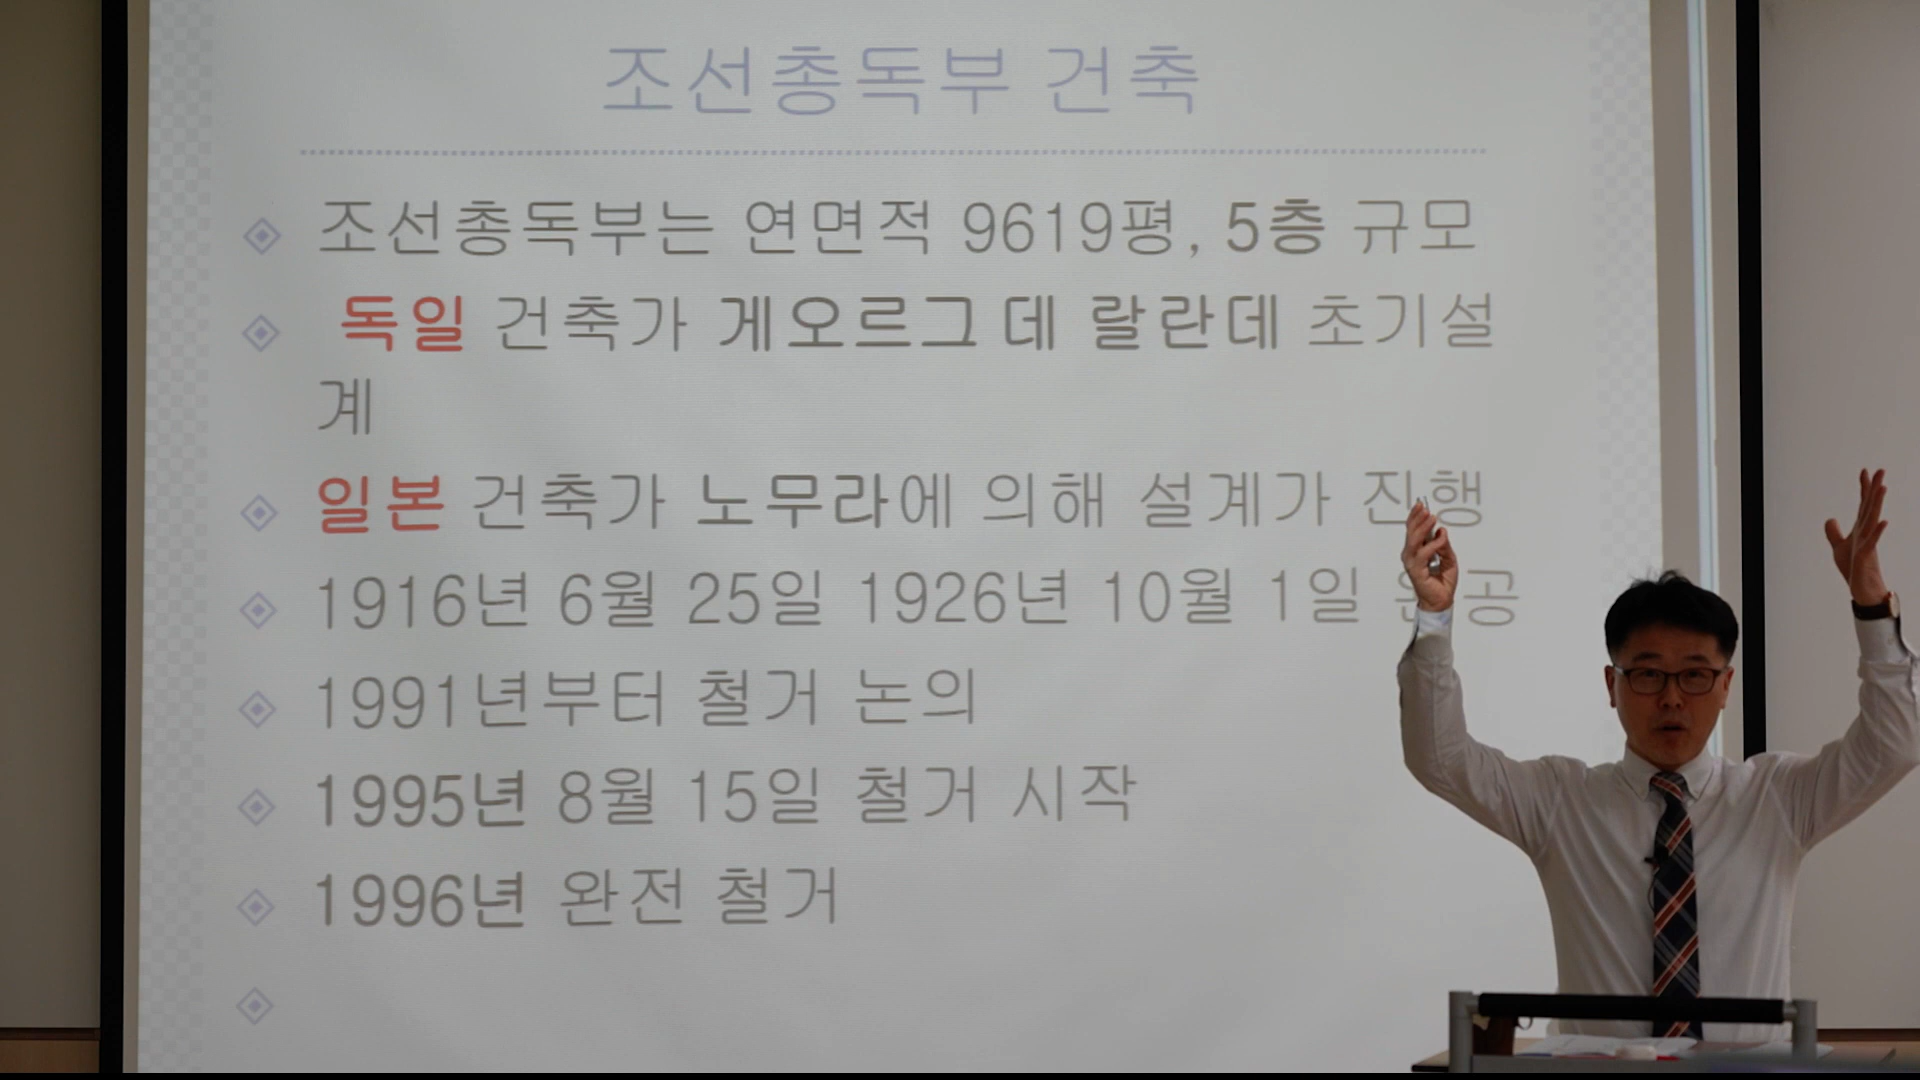 조선총독부 건축
조선총독부는 연면적 9619평, 5층 규모
독일 건축가 게오르그 데 랄란데 초기설
계
일본 건축가 노무라에 의해 설계가 진행
1916년 6월 25일 1926년 10월 1일 완공
1991년부터 철거 논의
1995년 8월 15일 철거 시작
1996년 완전 철거